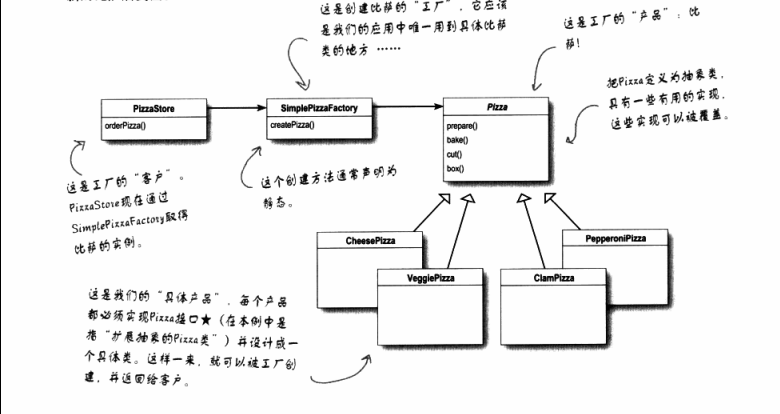 这是创建比萨的“工厂”，它应该
是我们的应用中唯一用到具体比萨
类的地方……
这是工厂的“产品”：比
萨！
把Pizza定义为抽象类，
具有一些有用的实现，
这些实现可以被覆盖。
PizzaStore
orderPizza()
SimplePizzaFactory
createPizza()
Pizza
prepare()
bake()
cut()
box()
这是工厂的“客户”。
PizzaStore现在通过
SimplePizzaFactory取得
比萨的实例。
这个创建方法通常声明为
静态。
CheesePizza
VeggiePizza
ClamPizza
PepperoniPizza
这是我们的“具体产品”，每个产品
都必须实现Pizza接口★（在本例中是
指“扩展抽象的Pizza类”）并设计成一
个具体类。这样一来，就可以被工厂创
建，并返回给客户。